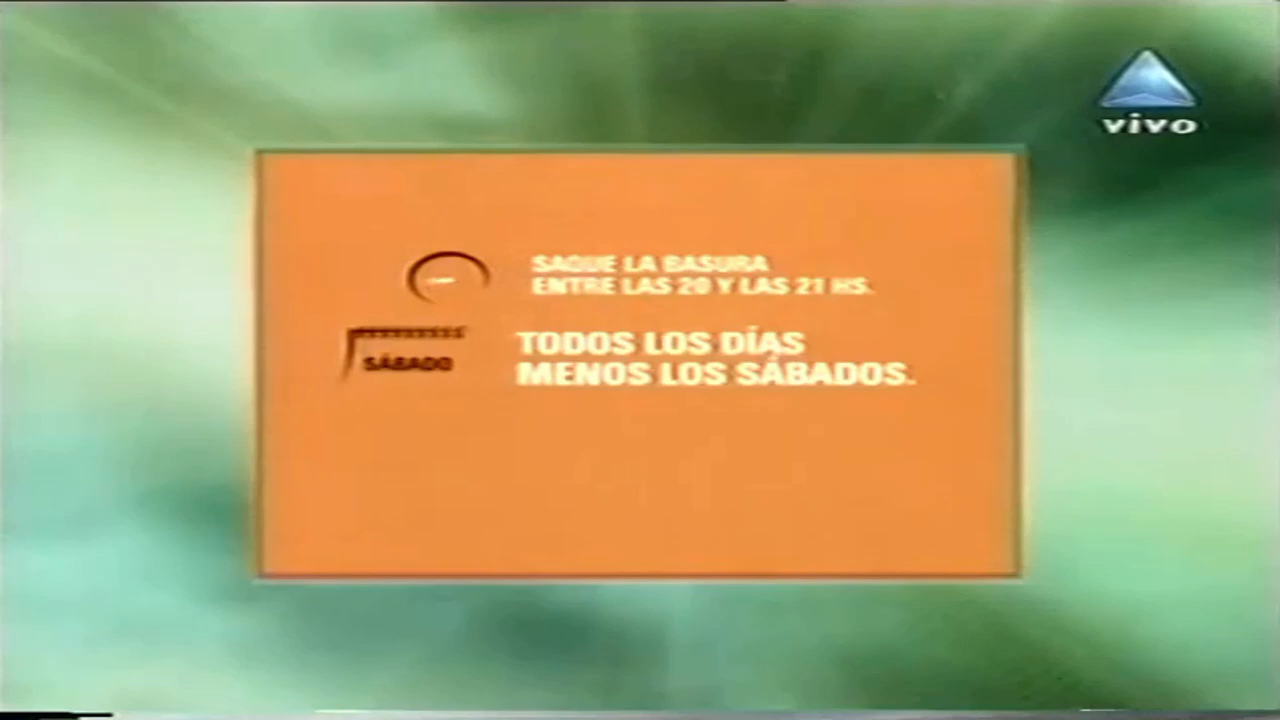 vivo
SAQUE LA BASURA
ENTRE LAS 20 Y LAS 21 HS.
SÁBADO
TODOS LOS DÍAS
MENOS LOS SÁBADOS.